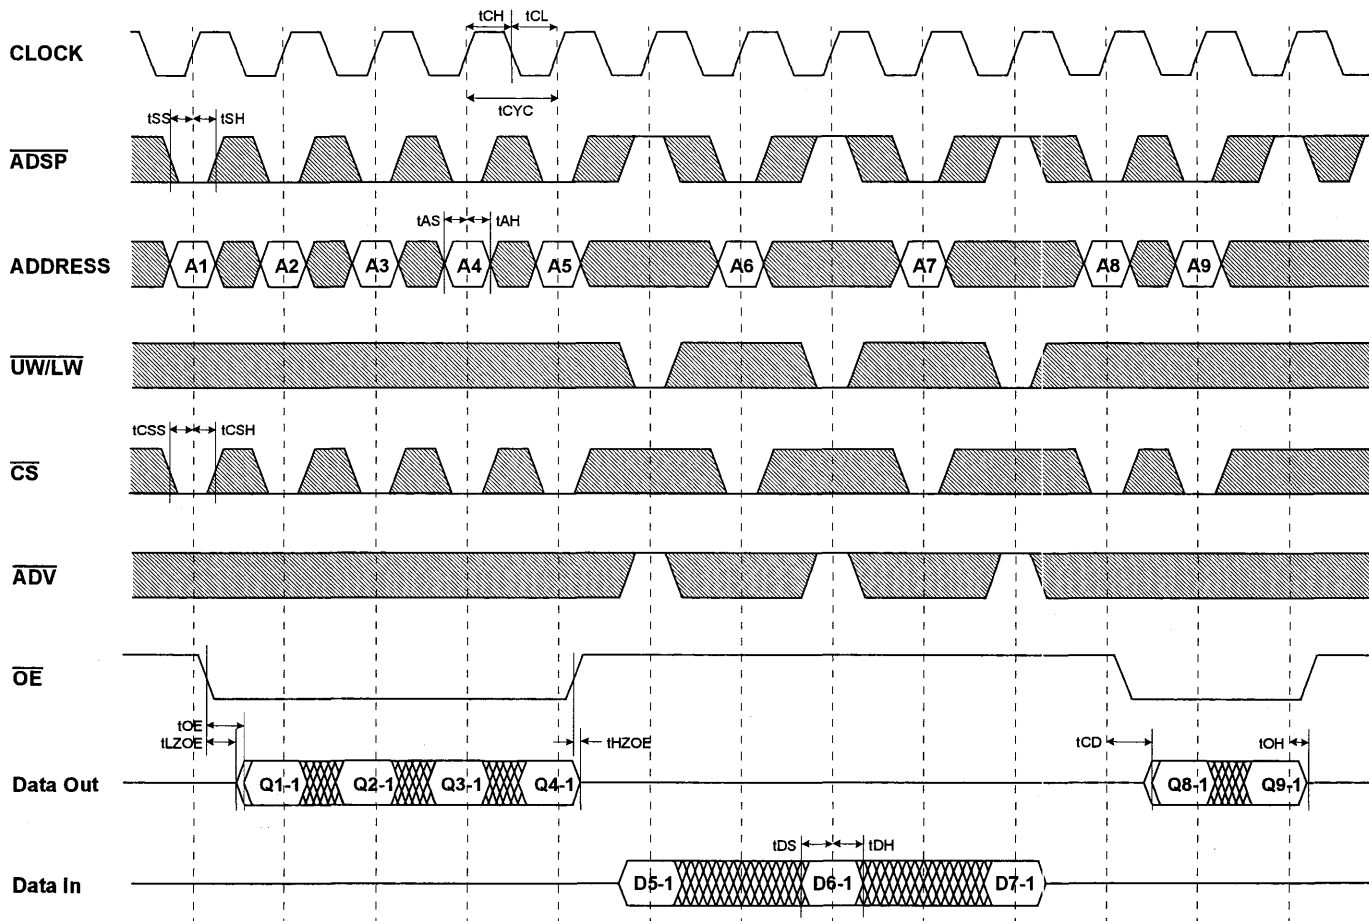 tCH tCL
CLOCK
tCYC
tSS tSH
ADSP
tAS tAH
ADDRESS A1 A2 A3 A4 A5 A6 A7 A8 A9
UW/LW
tCSS tCSH
CS
ADV
OE
tOE
tLZOE tHZOE tCD tOH
Data Out Q1-1 Q2-1 Q3-1 Q4-1 Q8-1 Q9-1
tDS tDH
Data In D5-1 D6-1 D7-1